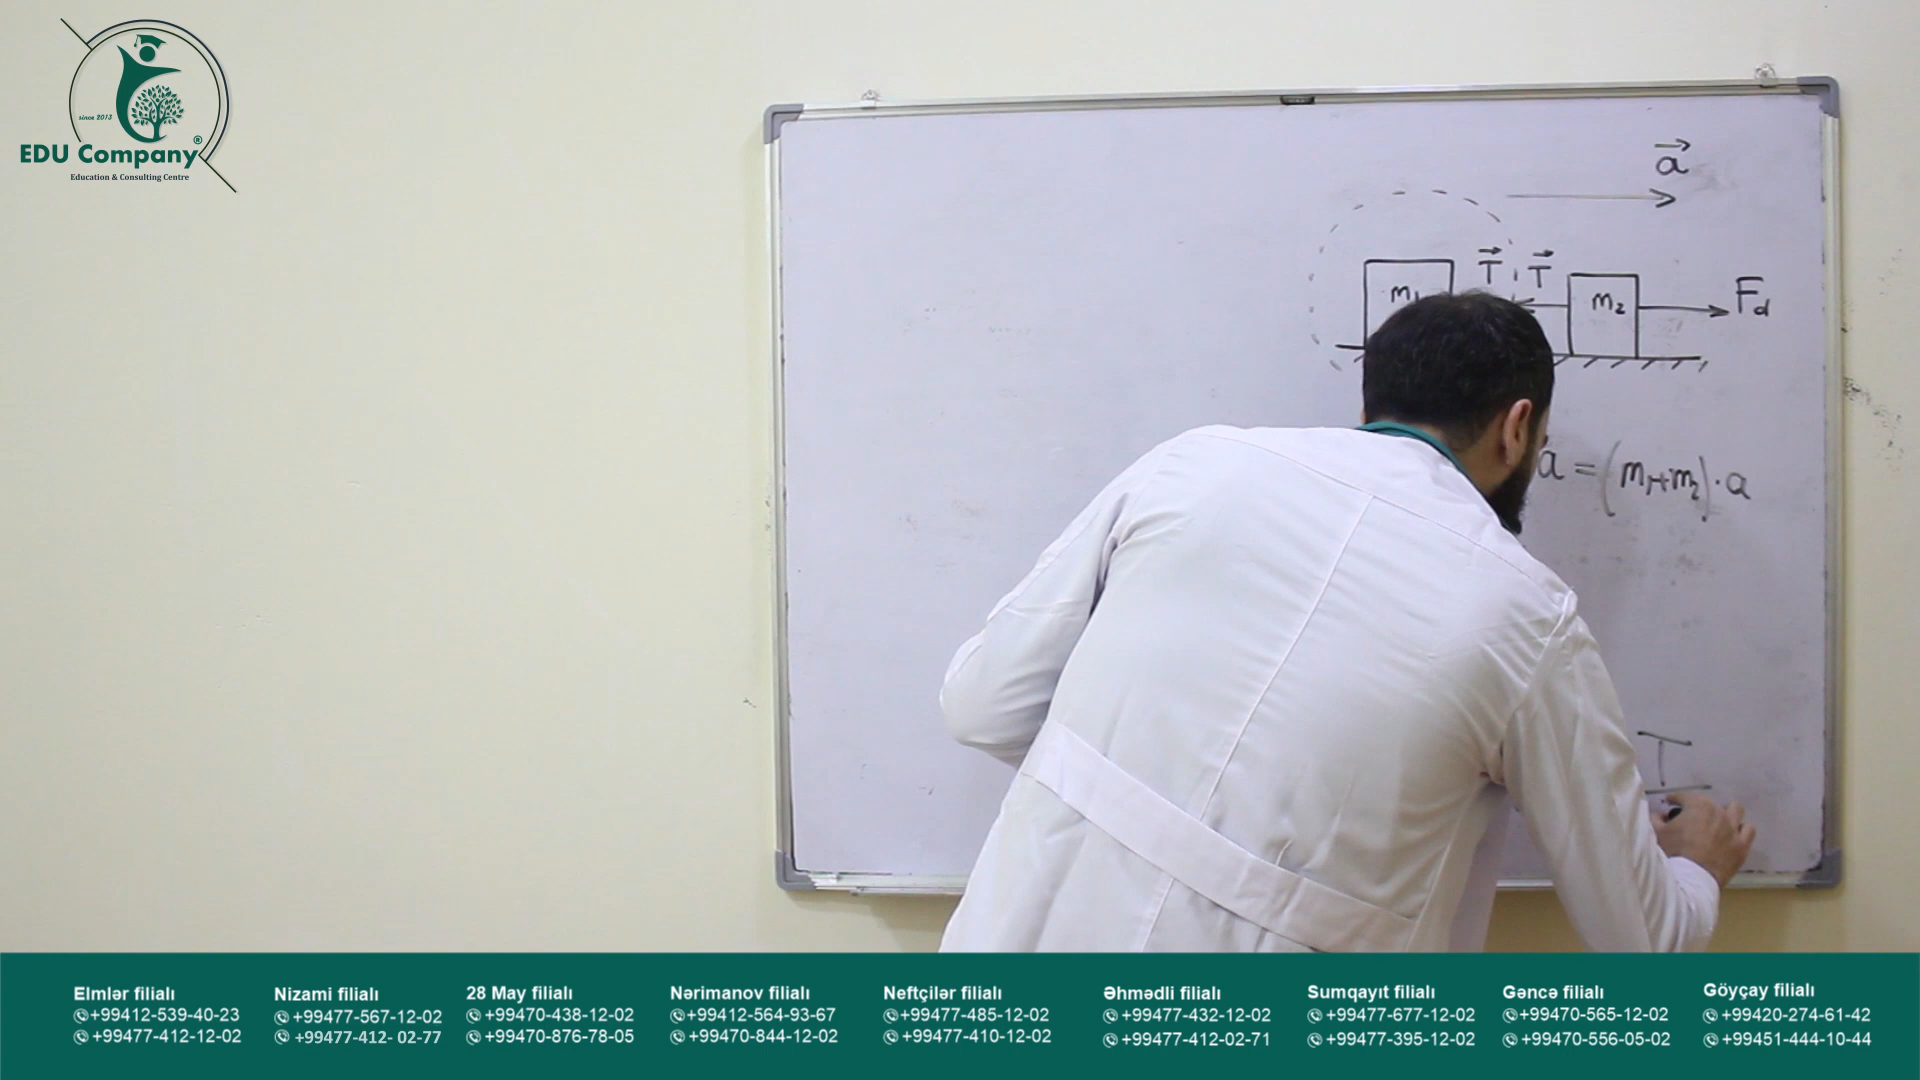 since 2013
EDU Company®
Education & Consulting Centre
a
T T
m1
m2
Fd
a = (m1+m2)·a
T
Elmlər filialı
+99412-539-40-23
+99477-412-12-02
Nizami filialı
+99477-567-12-02
+99477-412- 02-77
28 May filialı
+99470-438-12-02
+99470-876-78-05
Nərimanov filialı
+99412-564-93-67
+99470-844-12-02
Neftçilər filialı
+99477-485-12-02
+99477-410-12-02
Əhmədli filialı
+99477-432-12-02
+99477-412-02-71
Sumqayıt filialı
+99477-677-12-02
+99477-395-12-02
Gəncə filialı
+99470-565-12-02
+99470-556-05-02
Göyçay filialı
+99420-274-61-42
+99451-444-10-44